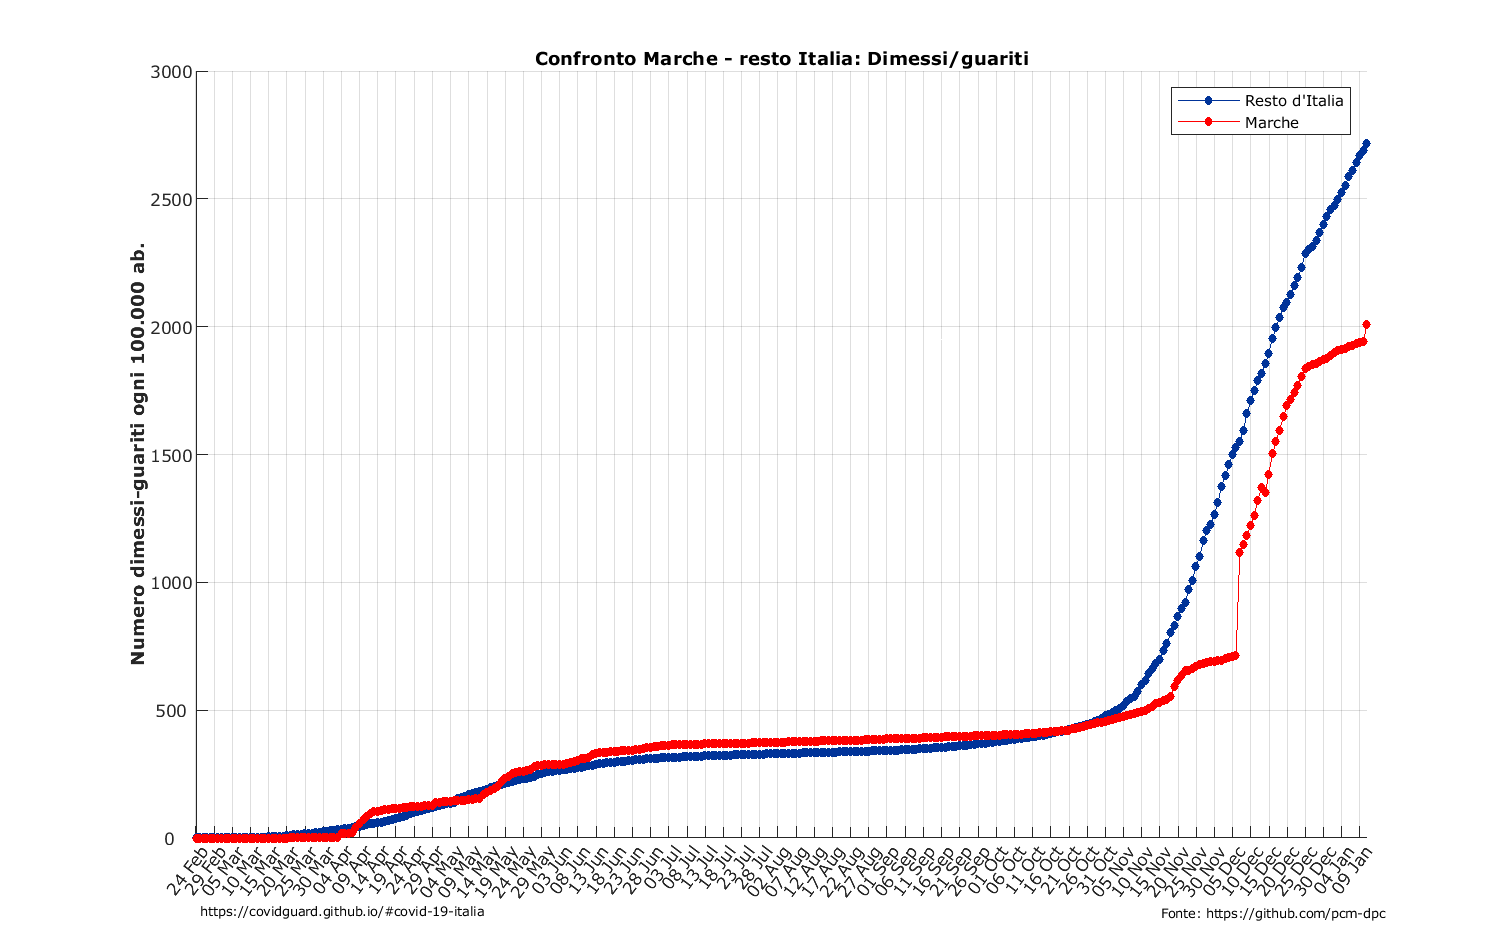 Confronto Marche - resto Italia: Dimessi/guariti
Resto d'Italia
Marche
Numero dimessi-guariti ogni 100.000 ab.
3000
2500
2000
1500
1000
500
0
24 Feb
29 Feb
05 Mar
10 Mar
15 Mar
20 Mar
25 Mar
30 Mar
04 Apr
09 Apr
14 Apr
19 Apr
24 Apr
29 Apr
04 May
09 May
14 May
19 May
24 May
29 May
03 Jun
08 Jun
13 Jun
18 Jun
23 Jun
28 Jun
03 Jul
08 Jul
13 Jul
18 Jul
23 Jul
28 Jul
02 Aug
07 Aug
12 Aug
17 Aug
22 Aug
27 Aug
01 Sep
06 Sep
11 Sep
16 Sep
21 Sep
26 Sep
01 Oct
06 Oct
11 Oct
16 Oct
21 Oct
26 Oct
31 Oct
05 Nov
10 Nov
15 Nov
20 Nov
25 Nov
30 Nov
05 Dec
10 Dec
15 Dec
20 Dec
25 Dec
30 Dec
04 Jan
09 Jan
https://covidguard.github.io/#covid-19-italia
Fonte: https://github.com/pcm-dpc